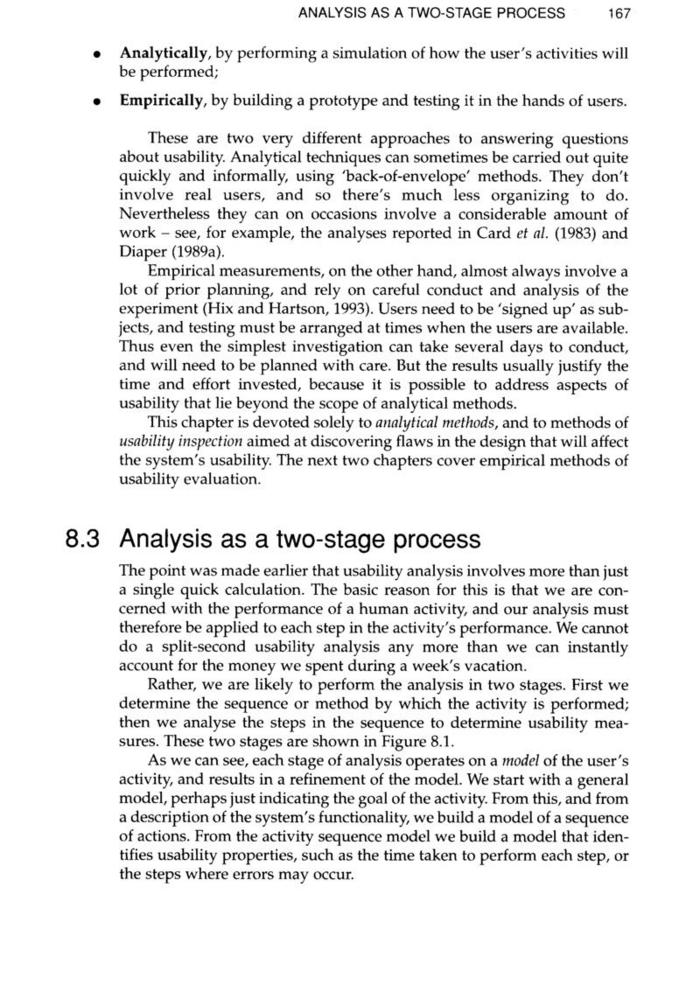 ANALYSIS AS A TWO-STAGE PROCESS 167
• Analytically, by performing a simulation of how the user's activities will
be performed;
• Empirically, by building a prototype and testing it in the hands of users.
These are two very different approaches to answering questions
about usability. Analytical techniques can sometimes be carried out quite
quickly and informally, using 'back-of-envelope' methods. They don't
involve real users, and so there's much less organizing to do.
Nevertheless they can on occasions involve a considerable amount of
work – see, for example, the analyses reported in Card et al. (1983) and
Diaper (1989a).
Empirical measurements, on the other hand, almost always involve a
lot of prior planning, and rely on careful conduct and analysis of the
experiment (Hix and Hartson, 1993). Users need to be 'signed up' as sub-
jects, and testing must be arranged at times when the users are available.
Thus even the simplest investigation can take several days to conduct,
and will need to be planned with care. But the results usually justify the
time and effort invested, because it is possible to address aspects of
usability that lie beyond the scope of analytical methods.
This chapter is devoted solely to analytical methods, and to methods of
usability inspection aimed at discovering flaws in the design that will affect
the system's usability. The next two chapters cover empirical methods of
usability evaluation.
8.3 Analysis as a two-stage process
The point was made earlier that usability analysis involves more than just
a single quick calculation. The basic reason for this is that we are con-
cerned with the performance of a human activity, and our analysis must
therefore be applied to each step in the activity's performance. We cannot
do a split-second usability analysis any more than we can instantly
account for the money we spent during a week's vacation.
Rather, we are likely to perform the analysis in two stages. First we
determine the sequence or method by which the activity is performed;
then we analyse the steps in the sequence to determine usability mea-
sures. These two stages are shown in Figure 8.1.
As we can see, each stage of analysis operates on a model of the user's
activity, and results in a refinement of the model. We start with a general
model, perhaps just indicating the goal of the activity. From this, and from
a description of the system's functionality, we build a model of a sequence
of actions. From the activity sequence model we build a model that iden-
tifies usability properties, such as the time taken to perform each step, or
the steps where errors may occur.